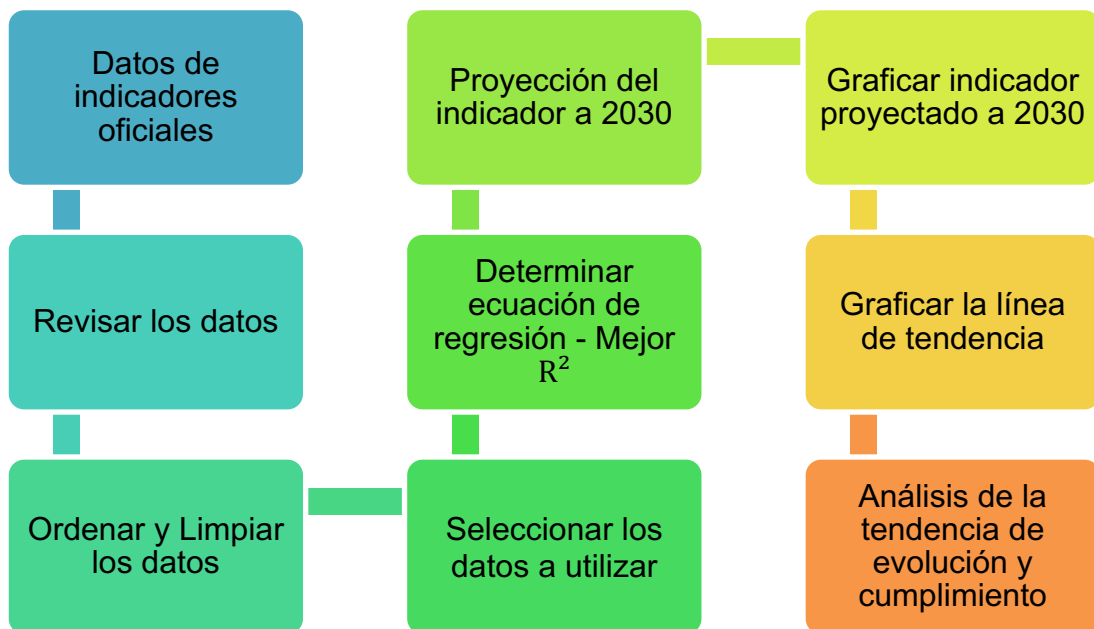 Datos de
indicadores
oficiales
Revisar los datos
Ordenar y Limpiar
los datos
Seleccionar los
datos a utilizar
Determinar
ecuación de
regresión - Mejor
R²
Proyección del
indicador a 2030
Graficar indicador
proyectado a 2030
Graficar la línea
de tendencia
Análisis de la
tendencia de
evolución y
cumplimiento